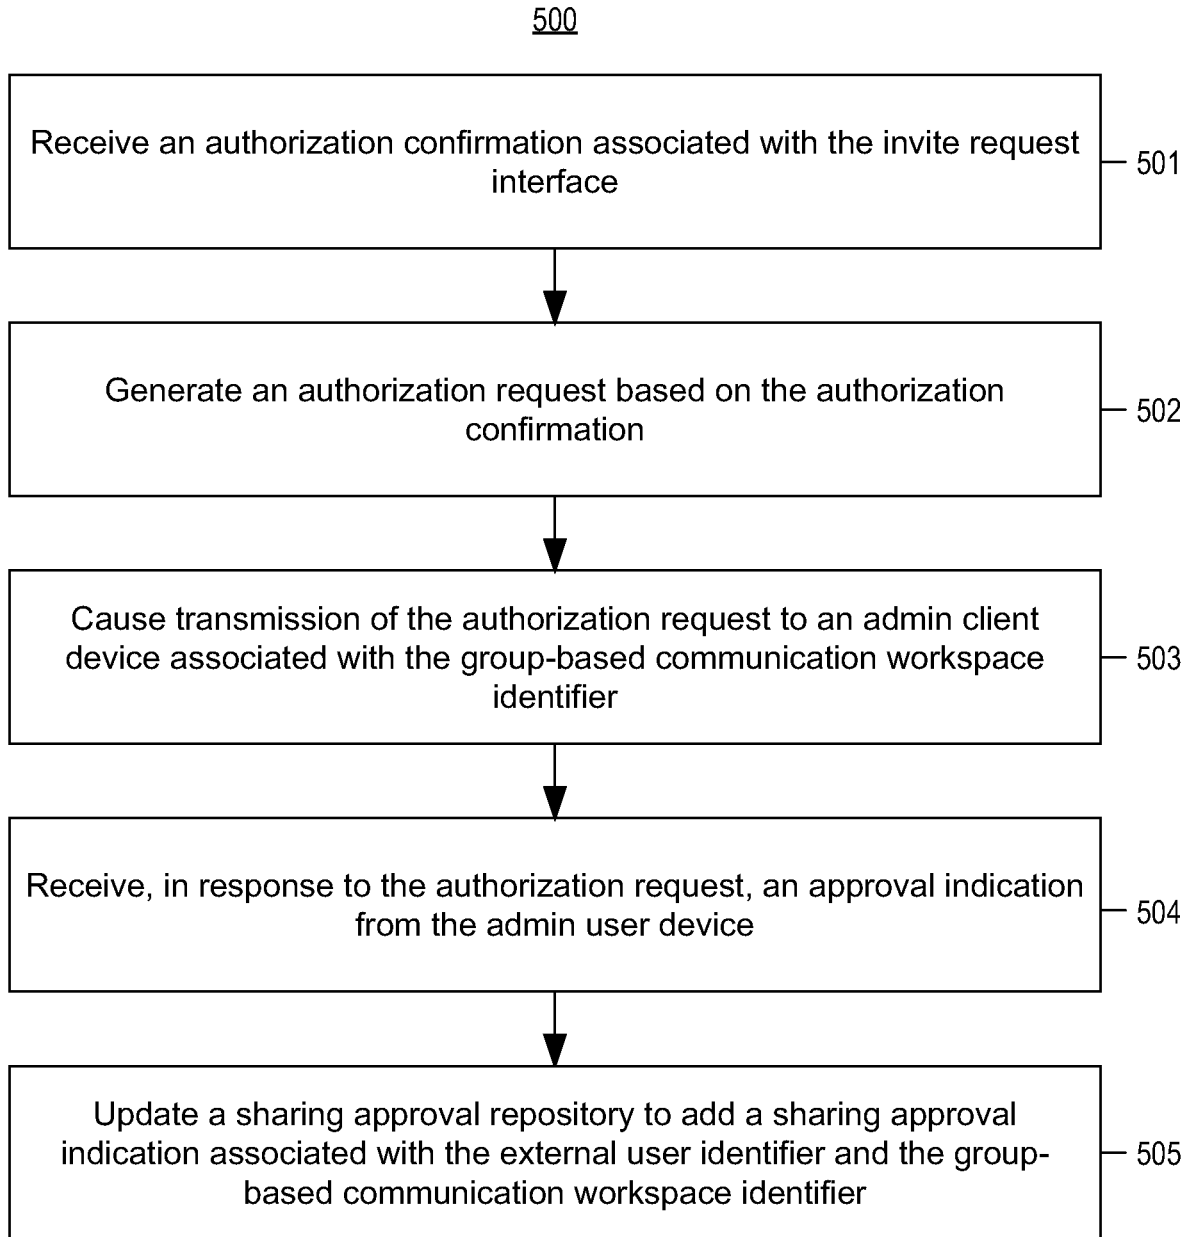 500
Receive an authorization confirmation associated with the invite request
interface
501
Generate an authorization request based on the authorization
confirmation
502
Cause transmission of the authorization request to an admin client
device associated with the group-based communication workspace
identifier
503
Receive, in response to the authorization request, an approval indication
from the admin user device
504
Update a sharing approval repository to add a sharing approval
indication associated with the external user identifier and the group-
based communication workspace identifier
505